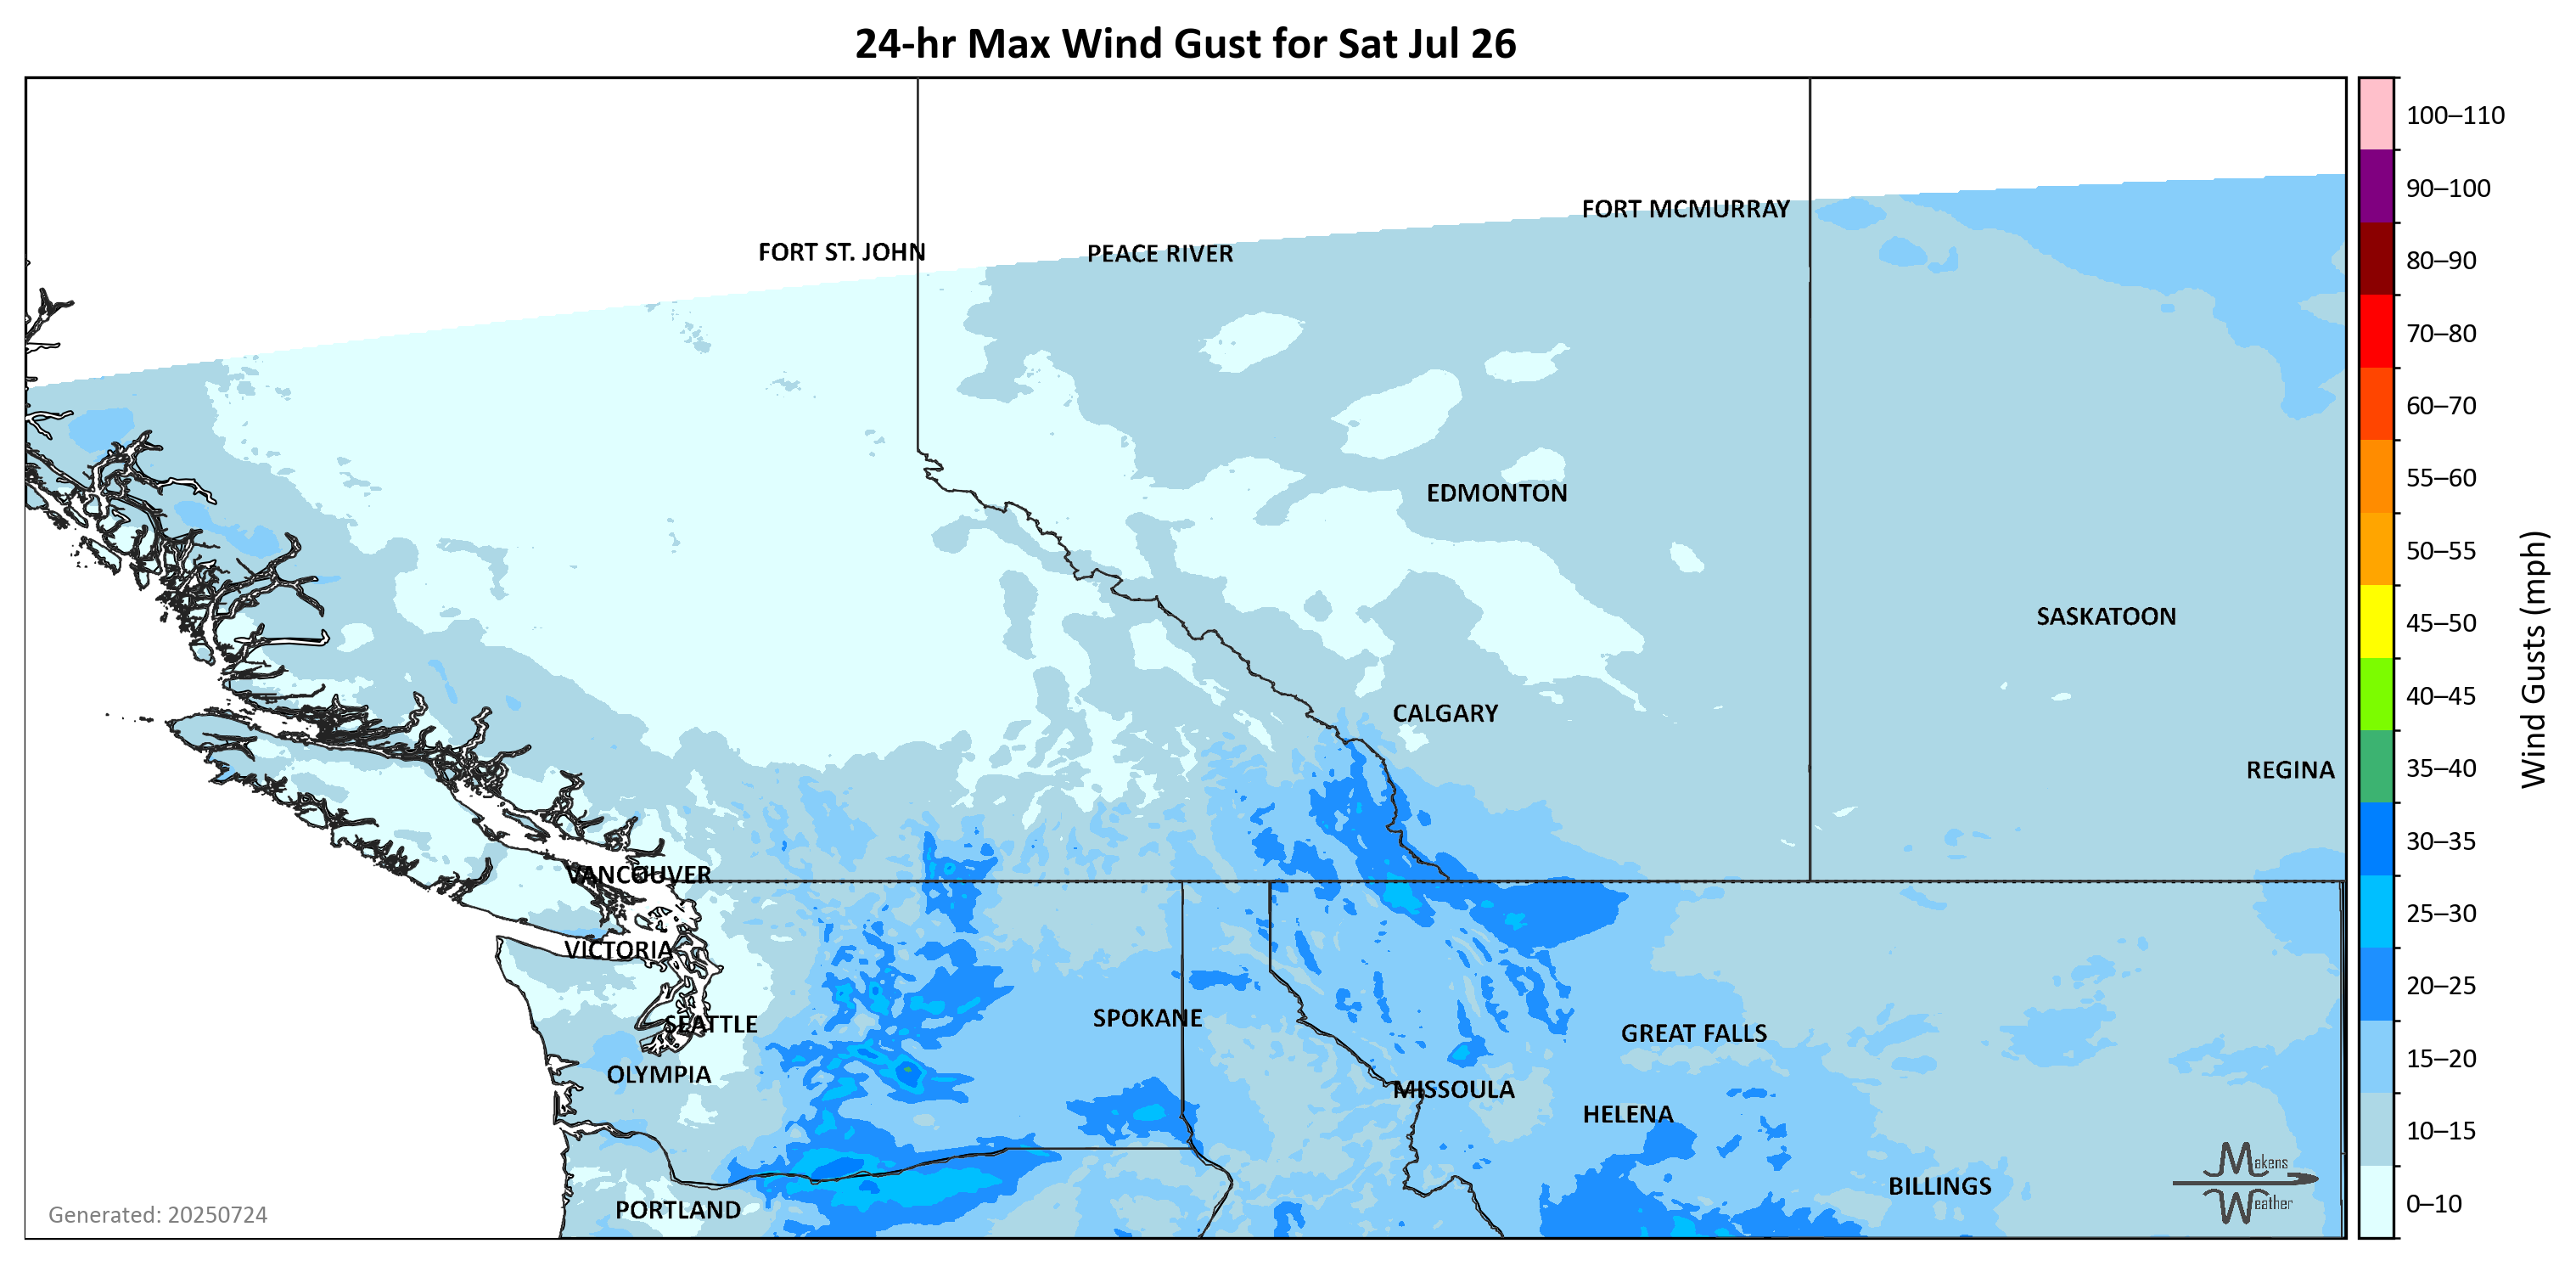 24-hr Max Wind Gust for Sat Jul 26
100–110
90–100
FORT MCMURRAY
FORT ST. JOHN
PEACE RIVER
80–90
70–80
60–70
55–60
EDMONTON
50–55
45–50
SASKATOON
40–45
CALGARY
REGINA
35–40
Wind Gusts (mph)
30–35
VANCOUVER
25–30
VICTORIA
20–25
SEATTLE
SPOKANE
GREAT FALLS
15–20
OLYMPIA
MISSOULA
HELENA
10–15
Makens
Weather
BILLINGS
PORTLAND
0–10
Generated: 20250724